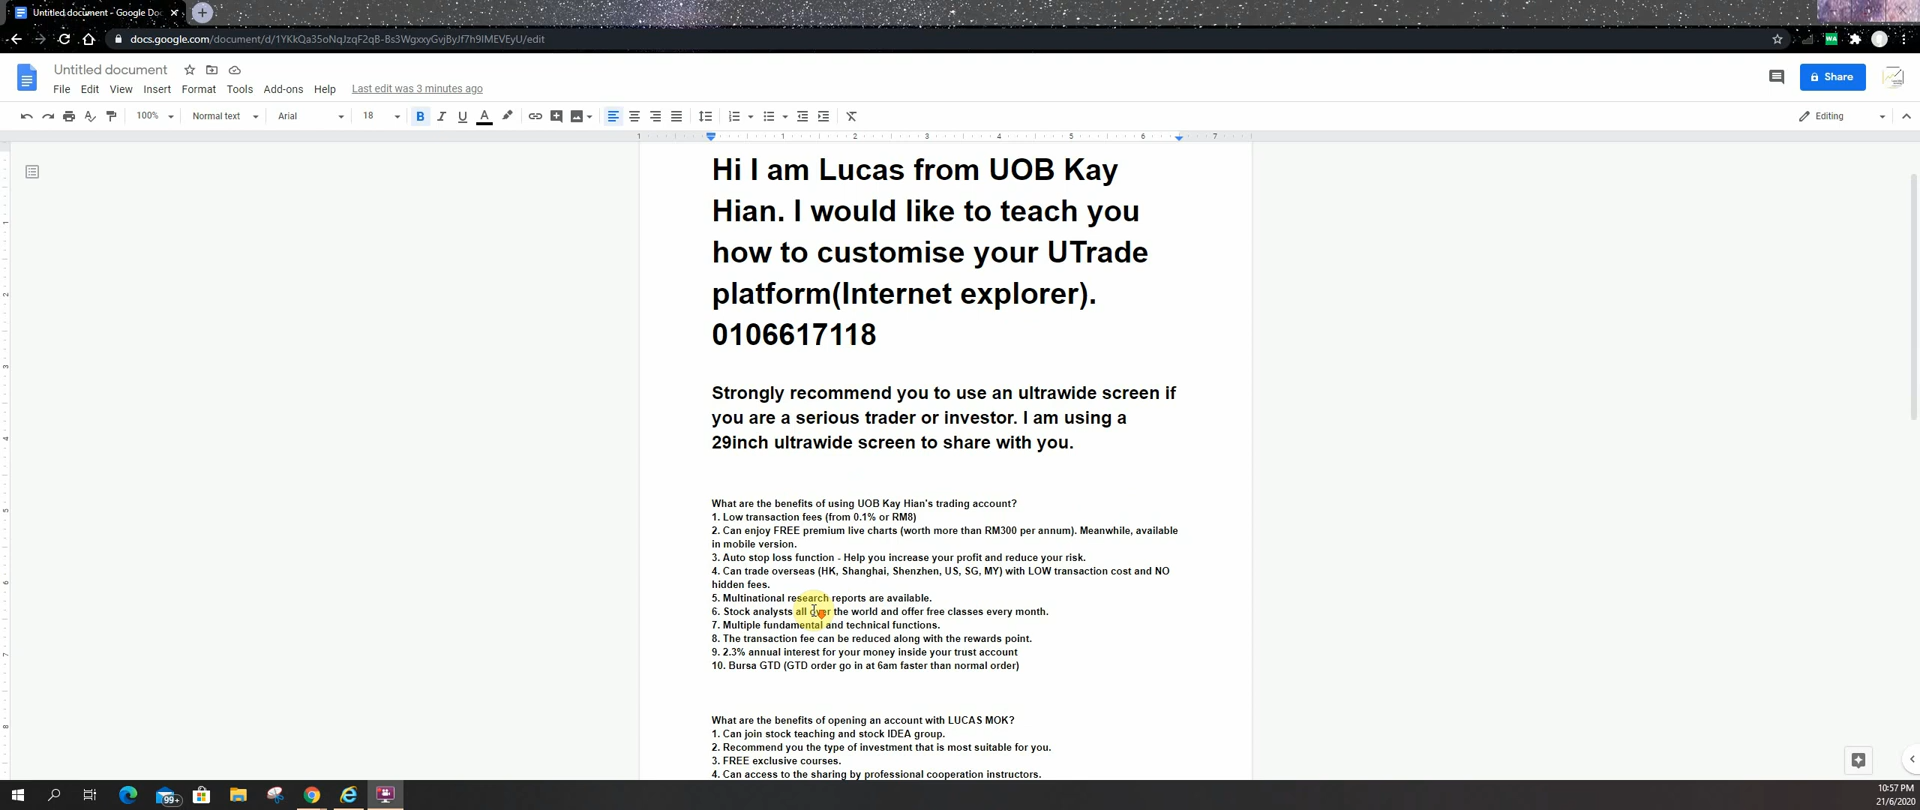 Untitled document - Google Do
docs.google.com/document/d/1YKkQa35oNqJzqF2qB-Bs3WgxxyGvjByJf7h9IMEVEyU/edit
WA
Untitled document
File Edit View Insert Format Tools Add-ons Help Last edit was 3 minutes ago
Share
100% Normal text Arial 18 B I U A Editing
1 1 2 3 4 5 6 7
Hi I am Lucas from UOB Kay
Hian. I would like to teach you
how to customise your UTrade
platform(Internet explorer).
0106617118
Strongly recommend you to use an ultrawide screen if
you are a serious trader or investor. I am using a
29inch ultrawide screen to share with you.
What are the benefits of using UOB Kay Hian's trading account?
1. Low transaction fees (from 0.1% or RM8)
2. Can enjoy FREE premium live charts (worth more than RM300 per annum). Meanwhile, available
in mobile version.
3. Auto stop loss function - Help you increase your profit and reduce your risk.
4. Can trade overseas (HK, Shanghai, Shenzhen, US, SG, MY) with LOW transaction cost and NO
hidden fees.
5. Multinational research reports are available.
6. Stock analysts all over the world and offer free classes every month.
7. Multiple fundamental and technical functions.
8. The transaction fee can be reduced along with the rewards point.
9. 2.3% annual interest for your money inside your trust account
10. Bursa GTD (GTD order go in at 6am faster than normal order)
What are the benefits of opening an account with LUCAS MOK?
1. Can join stock teaching and stock IDEA group.
2. Recommend you the type of investment that is most suitable for you.
3. FREE exclusive courses.
4. Can access to the sharing by professional cooperation instructors.
99+
10:57 PM
21/6/2020